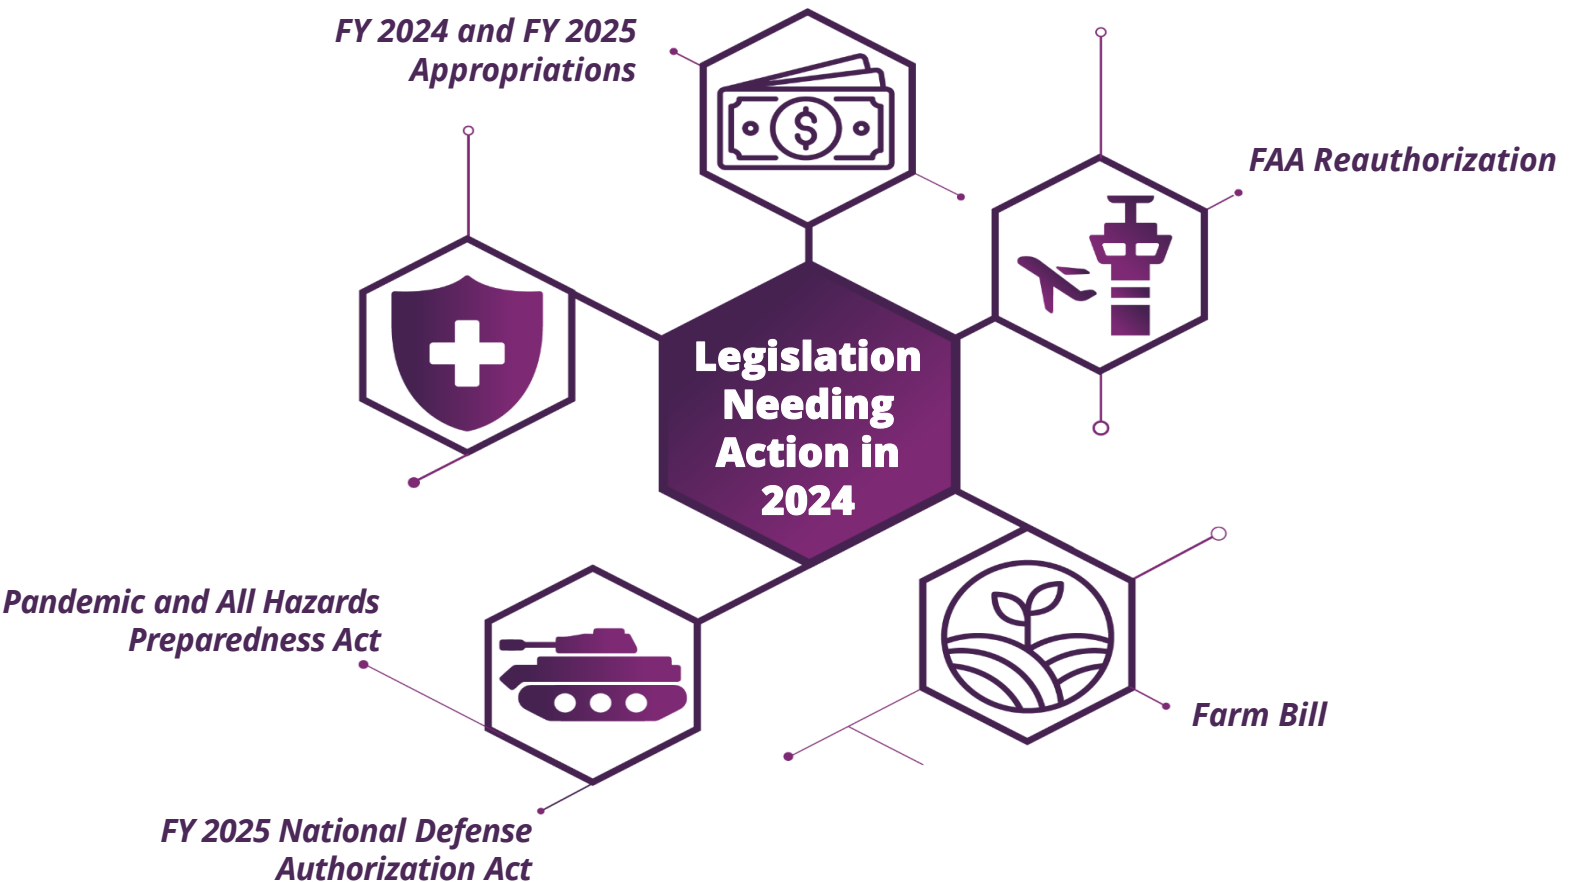 FY 2024 and FY 2025
Appropriations
FAA Reauthorization
$
Legislation
Needing
Action in
2024
Pandemic and All Hazards
Preparedness Act
Farm Bill
FY 2025 National Defense
Authorization Act